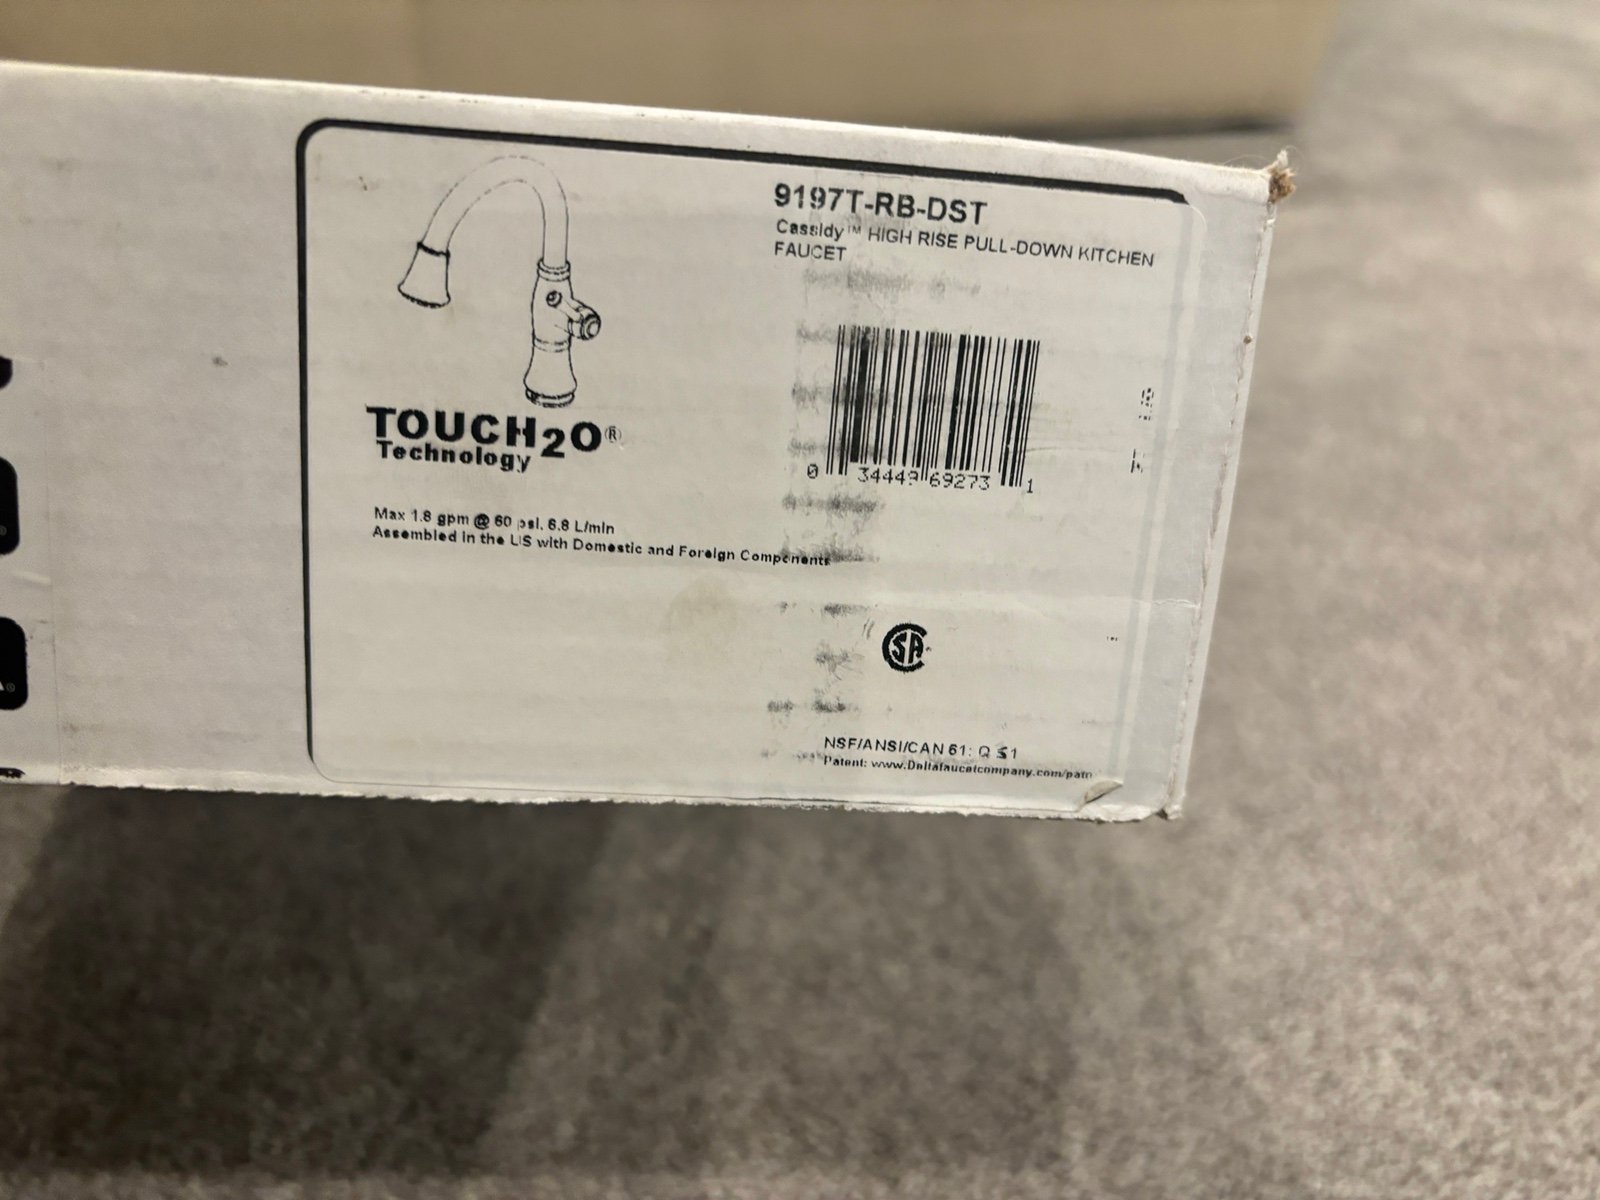 9197T-RB-DST
Cassidy™ HIGH RISE PULL-DOWN KITCHEN
FAUCET
TOUCH2O®
Technology
0 34449 69273 1
Max 1.8 gpm @ 60 psi, 6.8 L/min
Assembled in the US with Domestic and Foreign Components
CSA
NSF/ANSI/CAN 61: Q ≤ 1
Patent: www.Deltafaucetcompany.com/patn